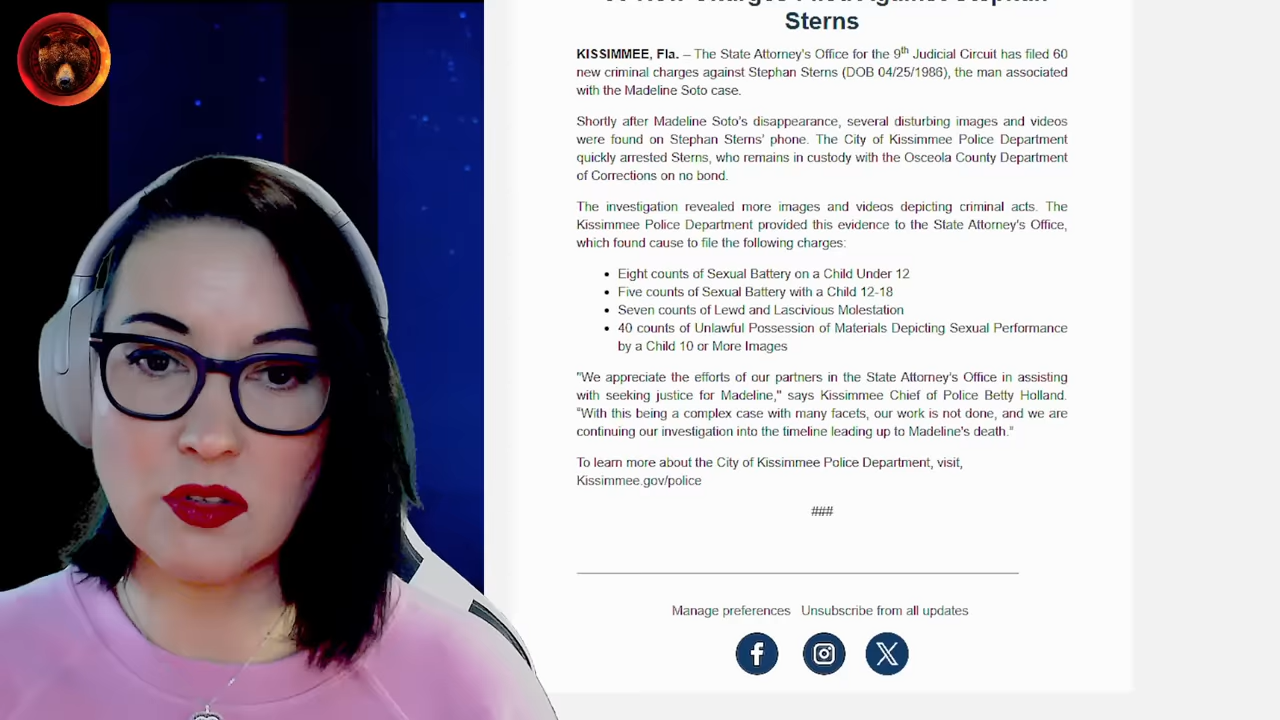 Sterns
KISSIMMEE, Fla. – The State Attorney's Office for the 9th Judicial Circuit has filed 60
new criminal charges against Stephan Sterns (DOB 04/25/1986), the man associated
with the Madeline Soto case.
Shortly after Madeline Soto's disappearance, several disturbing images and videos
were found on Stephan Sterns' phone. The City of Kissimmee Police Department
quickly arrested Sterns, who remains in custody with the Osceola County Department
of Corrections on no bond.
The investigation revealed more images and videos depicting criminal acts. The
Kissimmee Police Department provided this evidence to the State Attorney's Office,
which found cause to file the following charges:
• Eight counts of Sexual Battery on a Child Under 12
• Five counts of Sexual Battery with a Child 12-18
• Seven counts of Lewd and Lascivious Molestation
• 40 counts of Unlawful Possession of Materials Depicting Sexual Performance
by a Child 10 or More Images
"We appreciate the efforts of our partners in the State Attorney's Office in assisting
with seeking justice for Madeline," says Kissimmee Chief of Police Betty Holland.
"With this being a complex case with many facets, our work is not done, and we are
continuing our investigation into the timeline leading up to Madeline's death."
To learn more about the City of Kissimmee Police Department, visit,
Kissimmee.gov/police
###
Manage preferences Unsubscribe from all updates